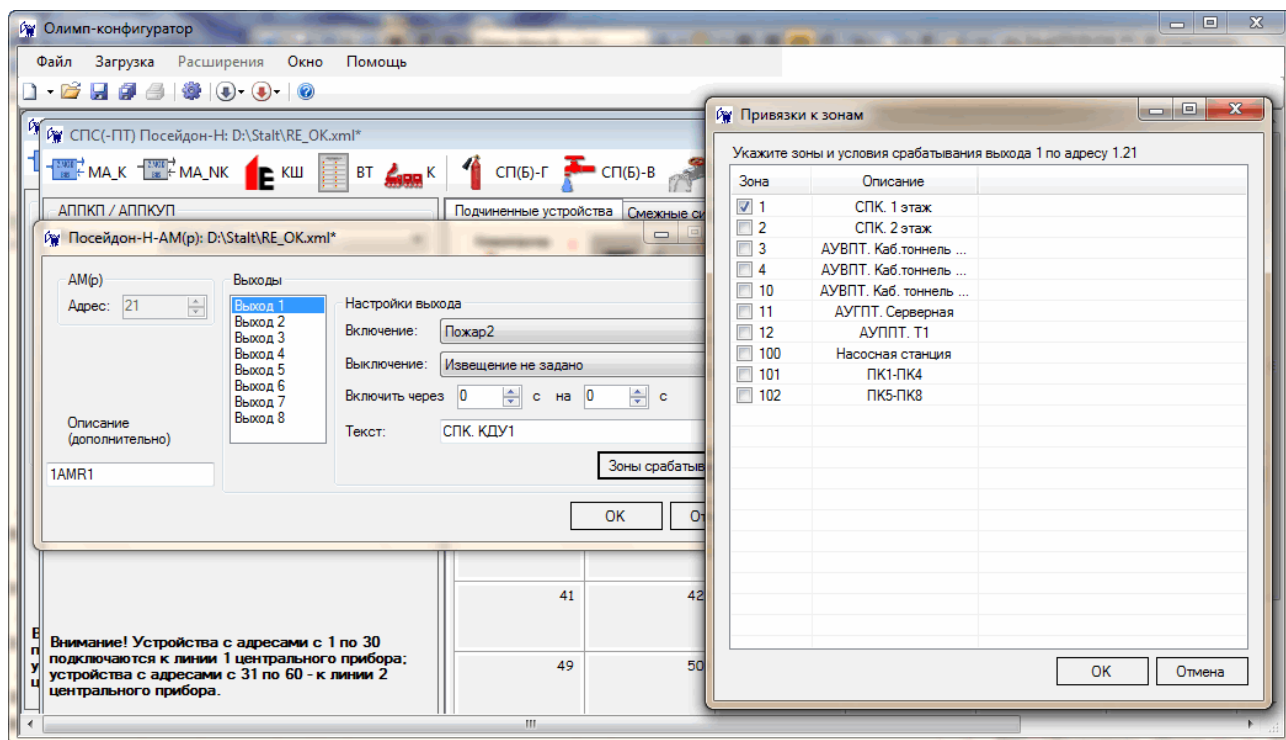 Олимп-конфигуратор
Файл Загрузка Расширения Окно Помощь
СПС(-ПТ) Посейдон-Н: D:\Stalt\RE_OK.xml*
МА_К МА_NK КШ ВТ К СП(Б)-Г СП(Б)-В
АППКП / АППКУП
Подчиненные устройства Смежные си
Посейдон-Н-АМ(р): D:\Stalt\RE_OK.xml*
АМ(р)
Адрес: 21
Описание
(дополнительно)
1AMR1
Выходы
Выход 1
Выход 2
Выход 3
Выход 4
Выход 5
Выход 6
Выход 7
Выход 8
Настройки выхода
Включение: Пожар2
Выключение: Извещение не задано
Включить через 0 с на 0 с
Текст: СПК. КДУ1
Зоны срабатыв
OK От
41 42
49 50
Внимание! Устройства с адресами с 1 по 30
подключаются к линии 1 центрального прибора;
устройства с адресами с 31 по 60 - к линии 2
центрального прибора.
Привязки к зонам
Укажите зоны и условия срабатывания выхода 1 по адресу 1.21
Зона Описание
1 СПК. 1 этаж
2 СПК. 2 этаж
3 АУВПТ. Каб.тоннель ...
4 АУВПТ. Каб.тоннель ...
10 АУВПТ. Каб. тоннель ...
11 АУГПТ. Серверная
12 АУППТ. Т1
100 Насосная станция
101 ПК1-ПК4
102 ПК5-ПК8
OK Отмена